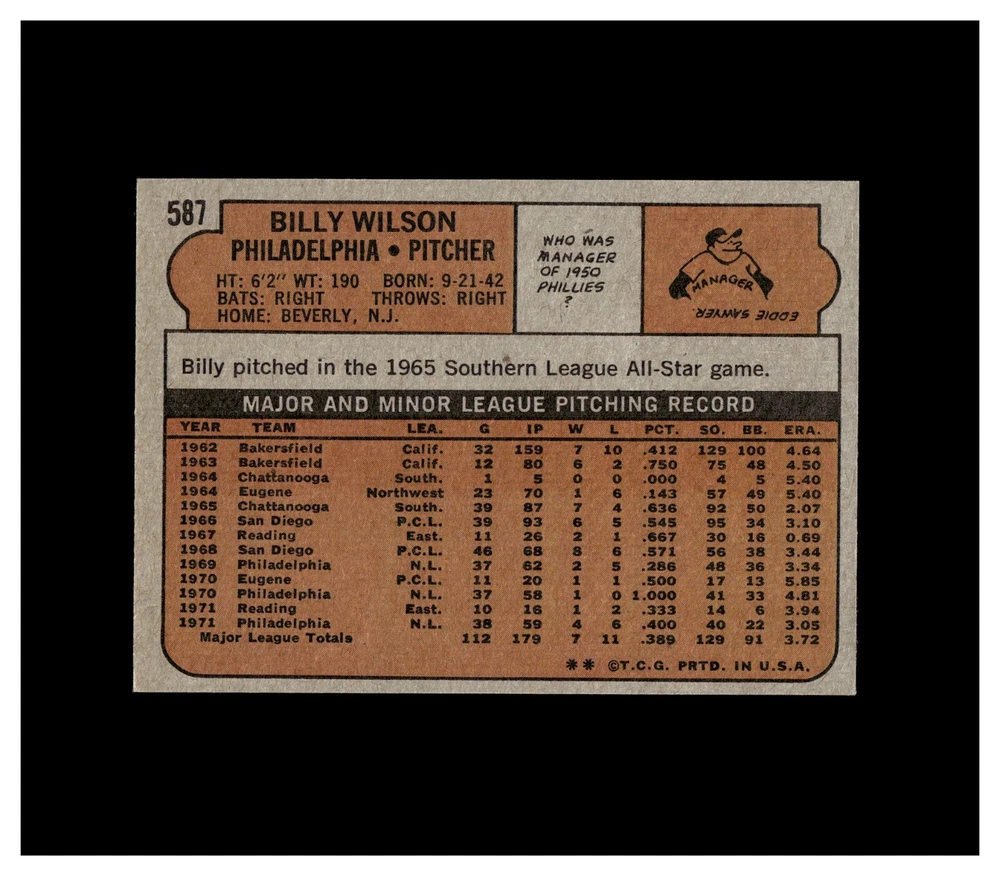 587
BILLY WILSON
PHILADELPHIA • PITCHER
HT: 6'2" WT: 190 BORN: 9-21-42
BATS: RIGHT THROWS: RIGHT
HOME: BEVERLY, N.J.
WHO WAS
MANAGER
OF 1950
PHILLIES
?
MANAGER
EDDIE SAWYER
Billy pitched in the 1965 Southern League All-Star game.
MAJOR AND MINOR LEAGUE PITCHING RECORD
YEAR TEAM LEA. G IP W L PCT. SO. BB. ERA.
1962 Bakersfield Calif. 32 159 7 10 .412 129 100 4.64
1963 Bakersfield Calif. 12 80 6 2 .750 75 48 4.50
1964 Chattanooga South. 1 5 0 0 .000 4 5 5.40
1964 Eugene Northwest 23 70 1 6 .143 57 49 5.40
1965 Chattanooga South. 39 87 7 4 .636 92 50 2.07
1966 San Diego P.C.L. 39 93 6 5 .545 95 34 3.10
1967 Reading East. 11 26 2 1 .667 30 16 0.69
1968 San Diego P.C.L. 46 68 8 6 .571 56 38 3.44
1969 Philadelphia N.L. 37 62 2 5 .286 48 36 3.34
1970 Eugene P.C.L. 11 20 1 1 .500 17 13 5.85
1970 Philadelphia N.L. 37 58 1 0 1.000 41 33 4.81
1971 Reading East. 10 16 1 2 .333 14 6 3.94
1971 Philadelphia N.L. 38 59 4 6 .400 40 22 3.05
Major League Totals 112 179 7 11 .389 129 91 3.72
** ©T.C.G. PRTD. IN U.S.A.